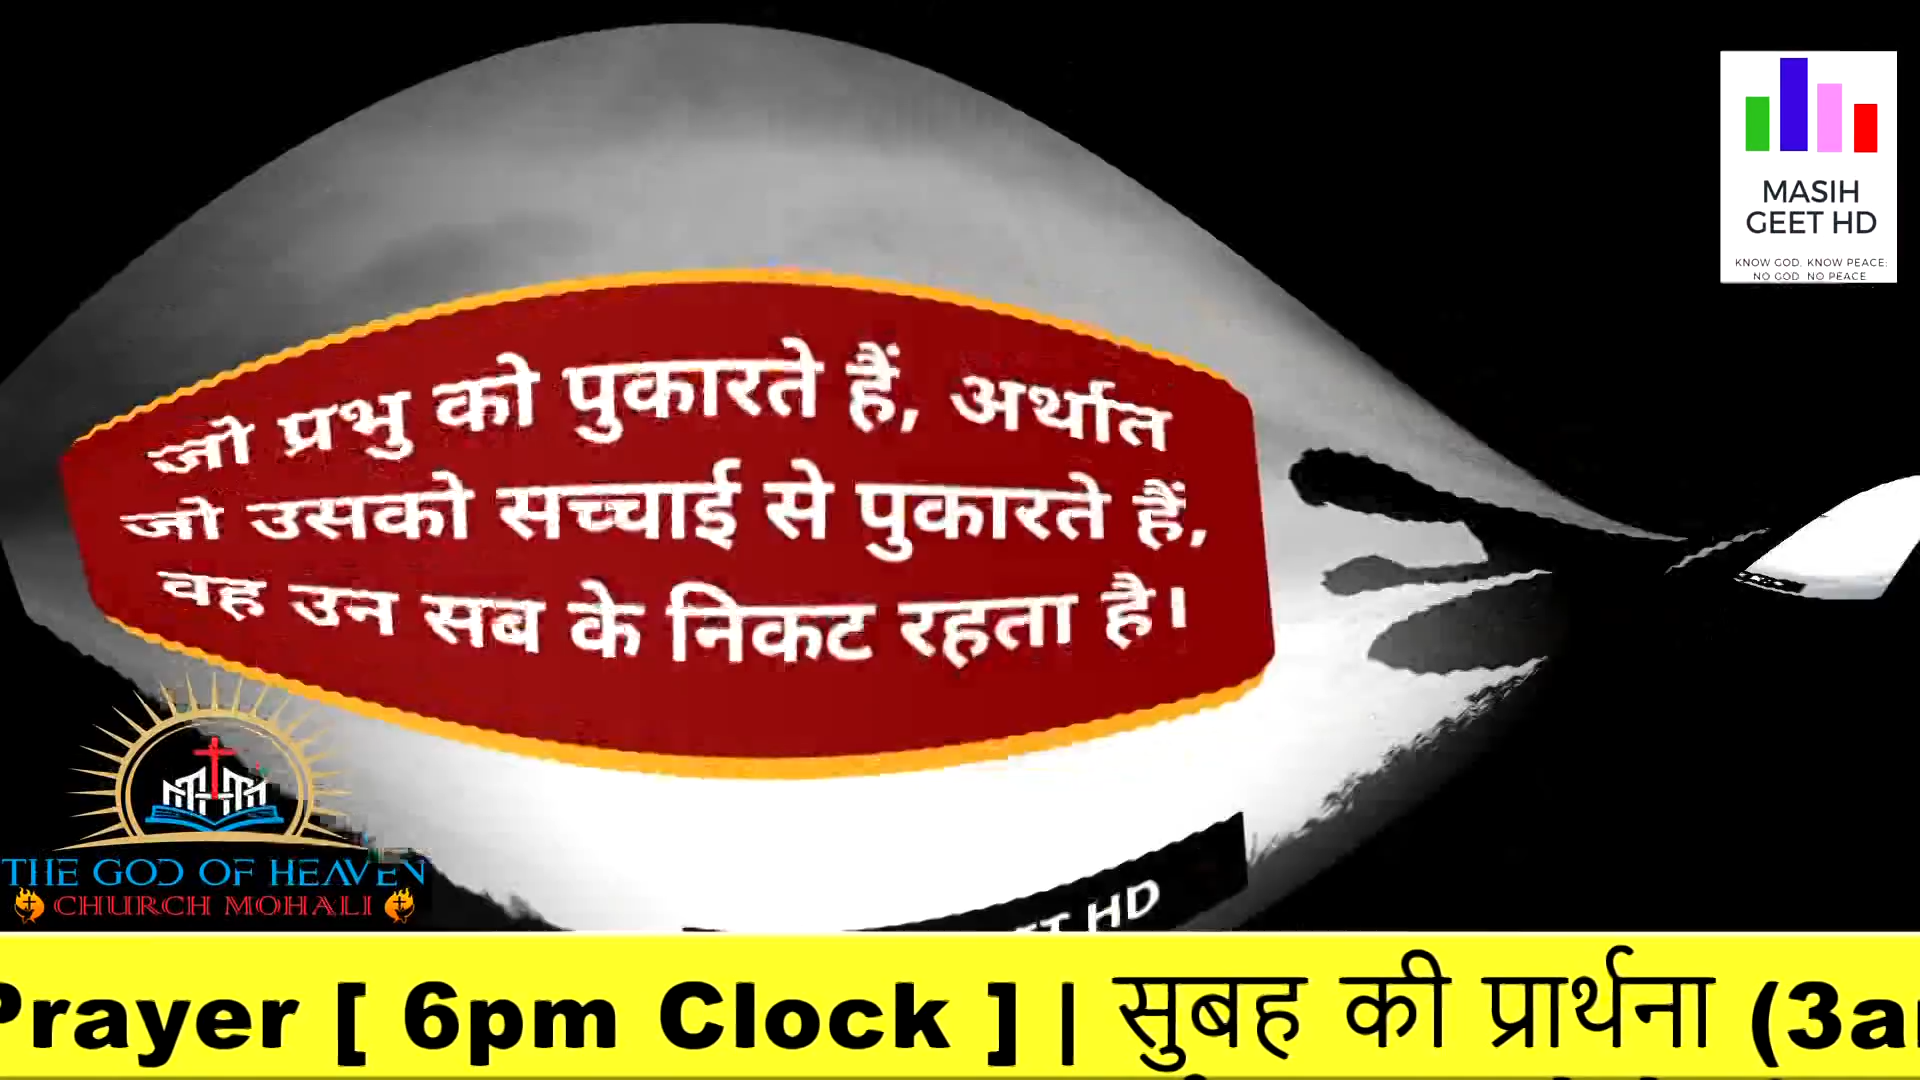 MASIH
GEET HD
KNOW GOD, KNOW PEACE;
NO GOD NO PEACE
जो प्रभु को पुकारते हैं, अर्थात
जो उसको सच्चाई से पुकारते हैं,
वह उन सब के निकट रहता है।
THE GOD OF HEAVEN
CHURCH MOHALI
HD
Prayer [ 6pm Clock ] | सुबह की प्रार्थना (3a